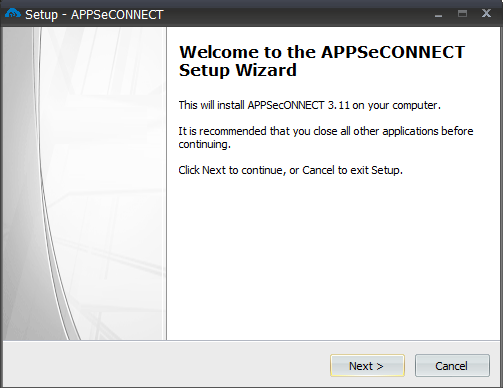 Setup - APPSeCONNECT
Welcome to the APPSeCONNECT
Setup Wizard
This will install APPSecONNECT 3.11 on your computer.
It is recommended that you close all other applications before
continuing.
Click Next to continue, or Cancel to exit Setup.
Next >
Cancel